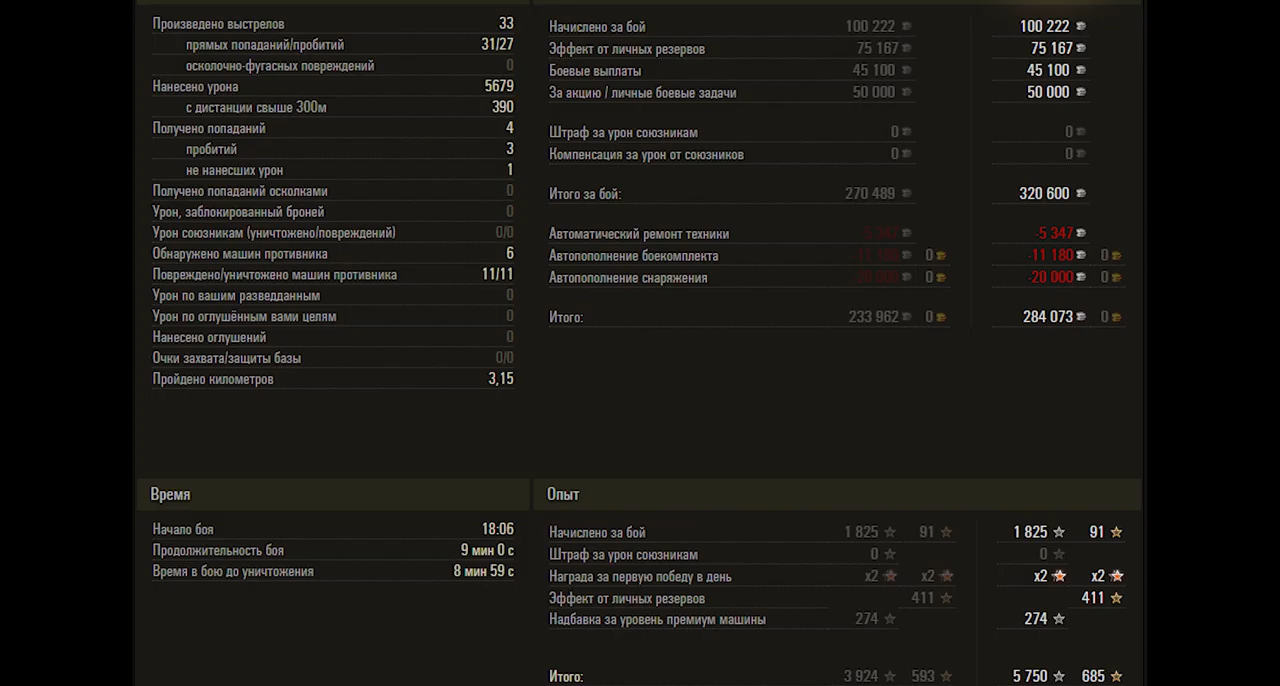 Произведено выстрелов 33
прямых попаданий/пробитий 31/27
осколочно-фугасных повреждений 0
Нанесено урона 5679
с дистанции свыше 300м 390
Получено попаданий 4
пробитий 3
не нанесших урон 1
Получено попаданий осколками 0
Урон, заблокированный броней 0
Урон союзникам (уничтожено/повреждений) 0/0
Обнаружено машин противника 6
Повреждено/уничтожено машин противника 11/11
Урон по вашим разведданным 0
Урон по оглушённым вами целям 0
Нанесено оглушений 0
Очки захвата/защиты базы 0/0
Пройдено километров 3,15
Начислено за бой 100 222 100 222
Эффект от личных резервов 75 167 75 167
Боевые выплаты 45 100 45 100
За акцию / личные боевые задачи 50 000 50 000
Штраф за урон союзникам 0 0
Компенсация за урон от союзников 0 0
Итого за бой: 270 489 320 600
Автоматический ремонт техники -5 347 -5 347
Автопополнение боекомплекта -11 180 0 -11 180 0
Автопополнение снаряжения -20 000 0 -20 000 0
Итого: 233 962 0 284 073 0
Время
Начало боя 18:06
Продолжительность боя 9 мин 0 с
Время в бою до уничтожения 8 мин 59 с
Опыт
Начислено за бой 1 825 91 1 825 91
Штраф за урон союзникам 0 0
Награда за первую победу в день x2 x2 x2 x2
Эффект от личных резервов 411 411
Надбавка за уровень премиум машины 274 274
Итого: 3 924 593 5 750 685